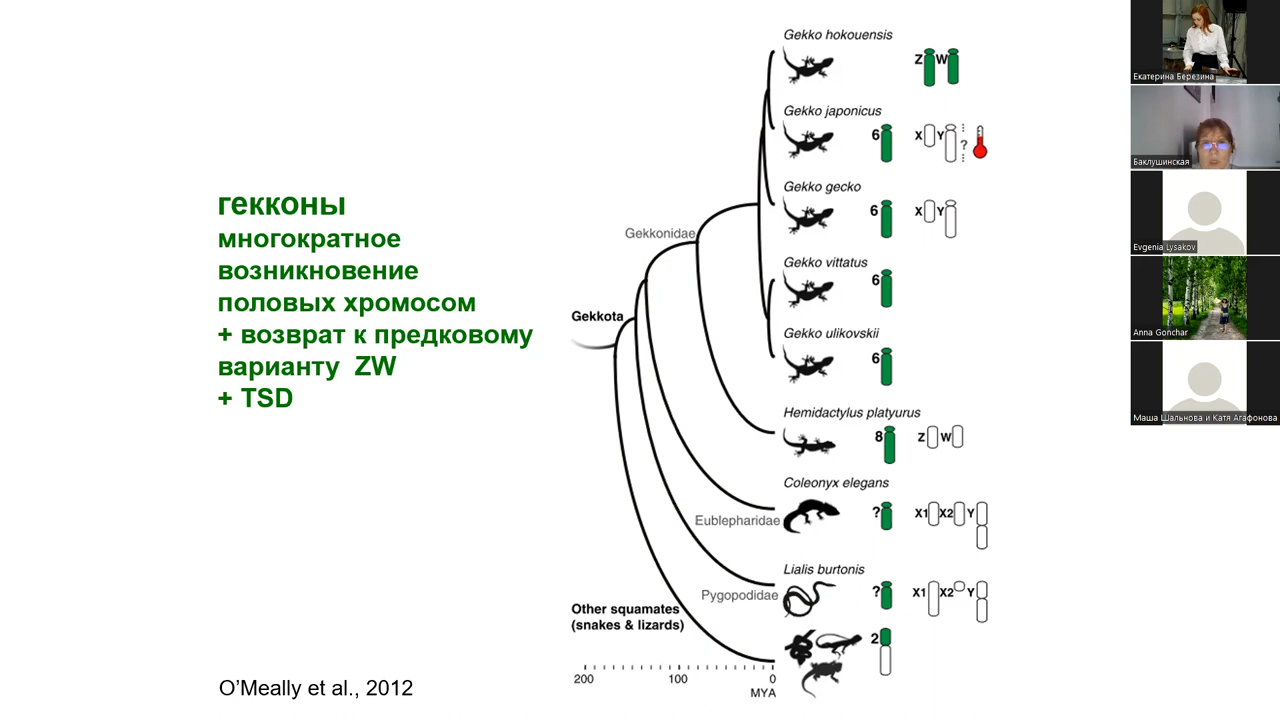 гекконы
многократное
возникновение
половых хромосом
+ возврат к предковому
варианту ZW
+ TSD
O'Meally et al., 2012
Gekko hokouensis
Z W
Gekko japonicus
6 X Y ?
Gekko gecko
6 X Y
Gekkonidae
Gekko vittatus
6
Gekkota
Gekko ulikovskii
6
Hemidactylus platyurus
8 Z W
Coleonyx elegans
Eublepharidae
? X1 X2 Y
Lialis burtonis
Pygopodidae
? X1 X2 Y
Other squamates
(snakes & lizards)
2
200 100 0
MYA
Екатерина Березина
Баклушинская
Evgenia Lysakov
Anna Gonchar
Маша Шальнова и Катя Агафонова